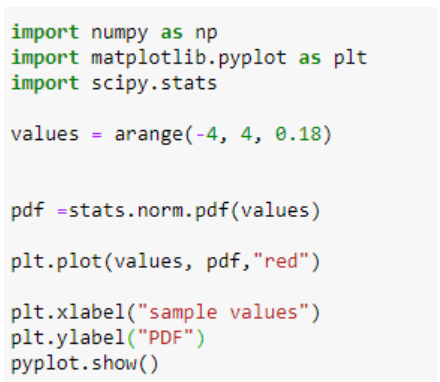 import numpy as np
import matplotlib.pyplot as plt
import scipy.stats
values = arange(-4, 4, 0.18)
pdf =stats.norm.pdf(values)
plt.plot(values, pdf,"red")
plt.xlabel("sample values")
plt.ylabel("PDF")
pyplot.show()